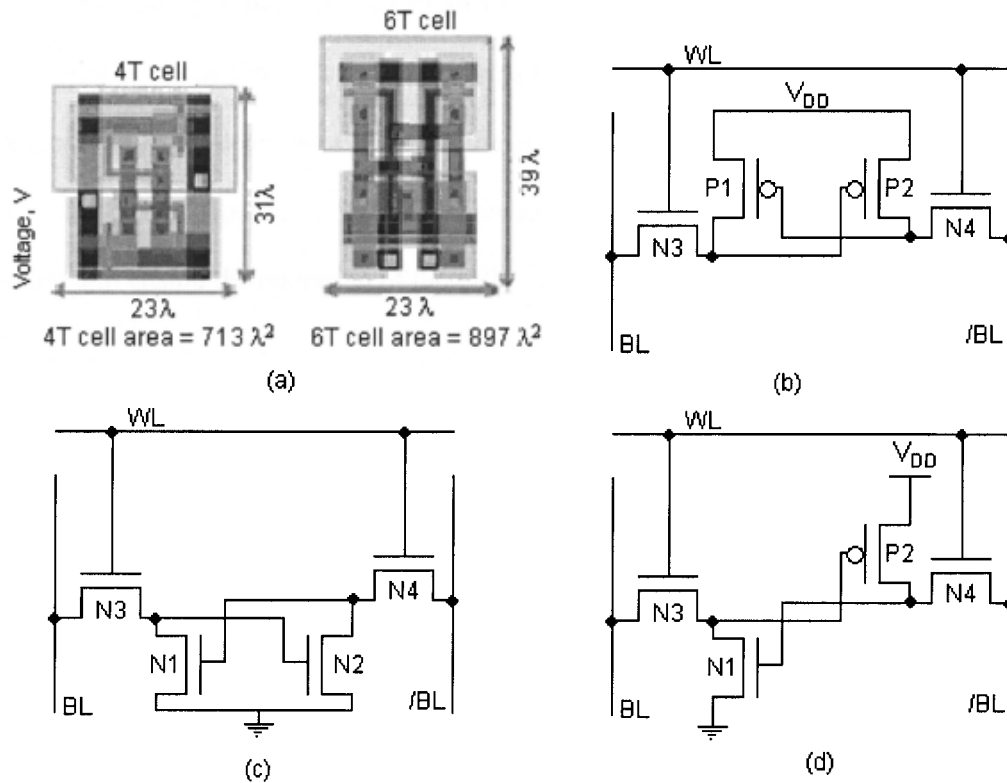 4T cell
6T cell
Voltage, V
31λ
39λ
23λ
23 λ
4T cell area = 713 λ²
6T cell area = 897 λ²
(a)
WL
V_DD
P1
P2
N3
N4
BL
/BL
(b)
WL
N3
N4
N1
N2
BL
/BL
(c)
WL
V_DD
P2
N3
N4
N1
BL
/BL
(d)